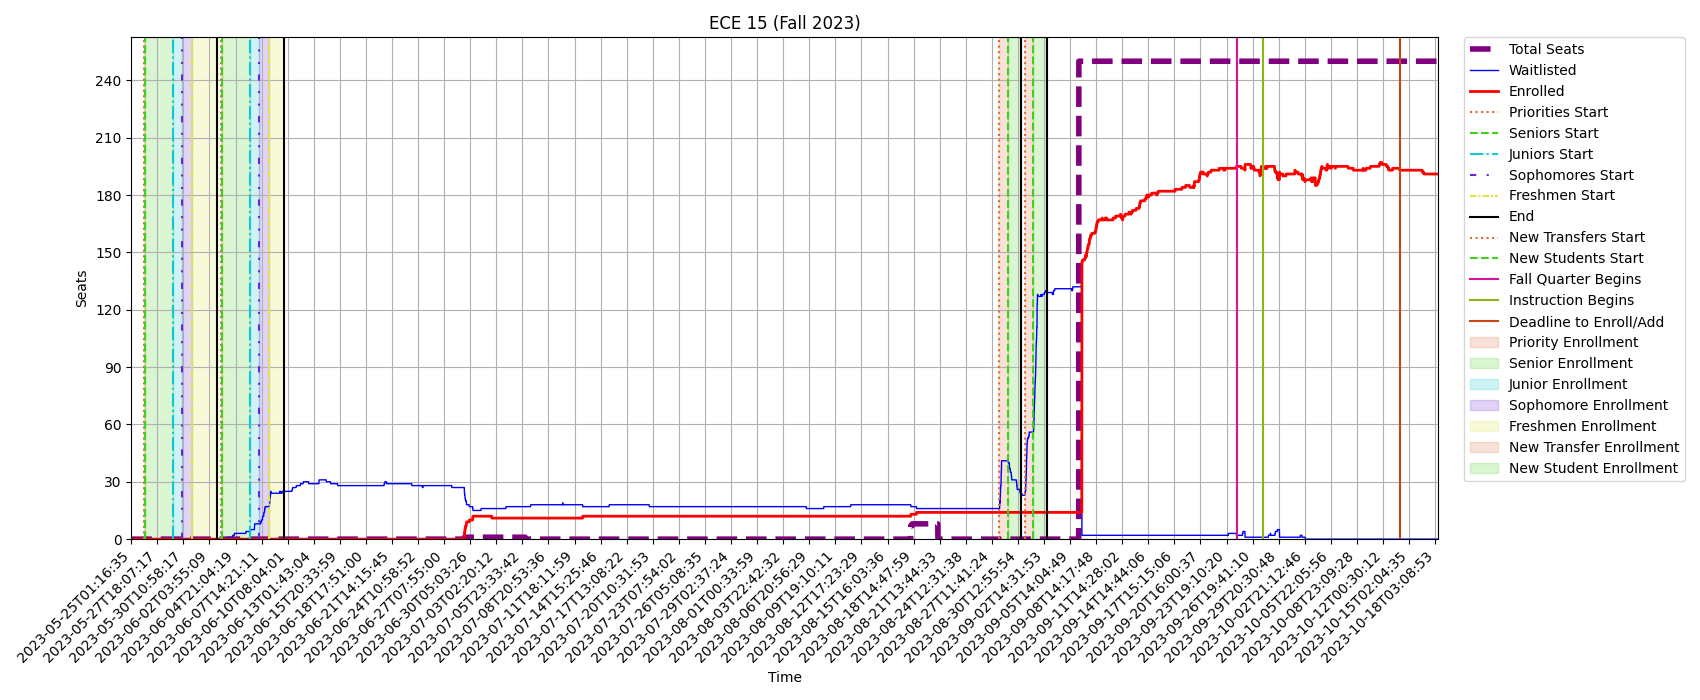 ECE 15 (Fall 2023)
Seats
240
210
180
150
120
90
60
30
0
2023-05-25T01:16:35
2023-05-27T18:07:17
2023-05-30T10:58:17
2023-06-02T03:55:09
2023-06-04T21:04:19
2023-06-07T14:21:11
2023-06-10T08:04:01
2023-06-13T01:43:04
2023-06-15T20:33:59
2023-06-18T17:51:00
2023-06-21T14:15:45
2023-06-24T10:58:52
2023-06-27T07:55:00
2023-06-30T05:03:26
2023-07-03T02:20:12
2023-07-05T23:33:42
2023-07-08T20:53:36
2023-07-11T18:11:59
2023-07-14T15:25:46
2023-07-17T13:08:22
2023-07-20T10:31:53
2023-07-23T07:54:02
2023-07-26T05:08:35
2023-07-29T02:37:24
2023-08-01T00:33:59
2023-08-03T22:42:32
2023-08-06T20:56:29
2023-08-09T19:10:11
2023-08-12T17:23:29
2023-08-15T16:03:36
2023-08-18T14:47:59
2023-08-21T13:44:33
2023-08-24T12:31:38
2023-08-27T11:41:24
2023-08-30T12:55:54
2023-09-02T14:31:53
2023-09-05T14:04:49
2023-09-08T14:17:48
2023-09-11T14:28:02
2023-09-14T14:44:06
2023-09-17T15:15:06
2023-09-20T16:00:37
2023-09-23T19:10:20
2023-09-26T19:41:10
2023-09-29T20:30:48
2023-10-02T21:12:46
2023-10-05T22:05:56
2023-10-08T23:09:28
2023-10-12T00:30:12
2023-10-15T02:04:35
2023-10-18T03:08:53
Time
Total Seats
Waitlisted
Enrolled
Priorities Start
Seniors Start
Juniors Start
Sophomores Start
Freshmen Start
End
New Transfers Start
New Students Start
Fall Quarter Begins
Instruction Begins
Deadline to Enroll/Add
Priority Enrollment
Senior Enrollment
Junior Enrollment
Sophomore Enrollment
Freshmen Enrollment
New Transfer Enrollment
New Student Enrollment